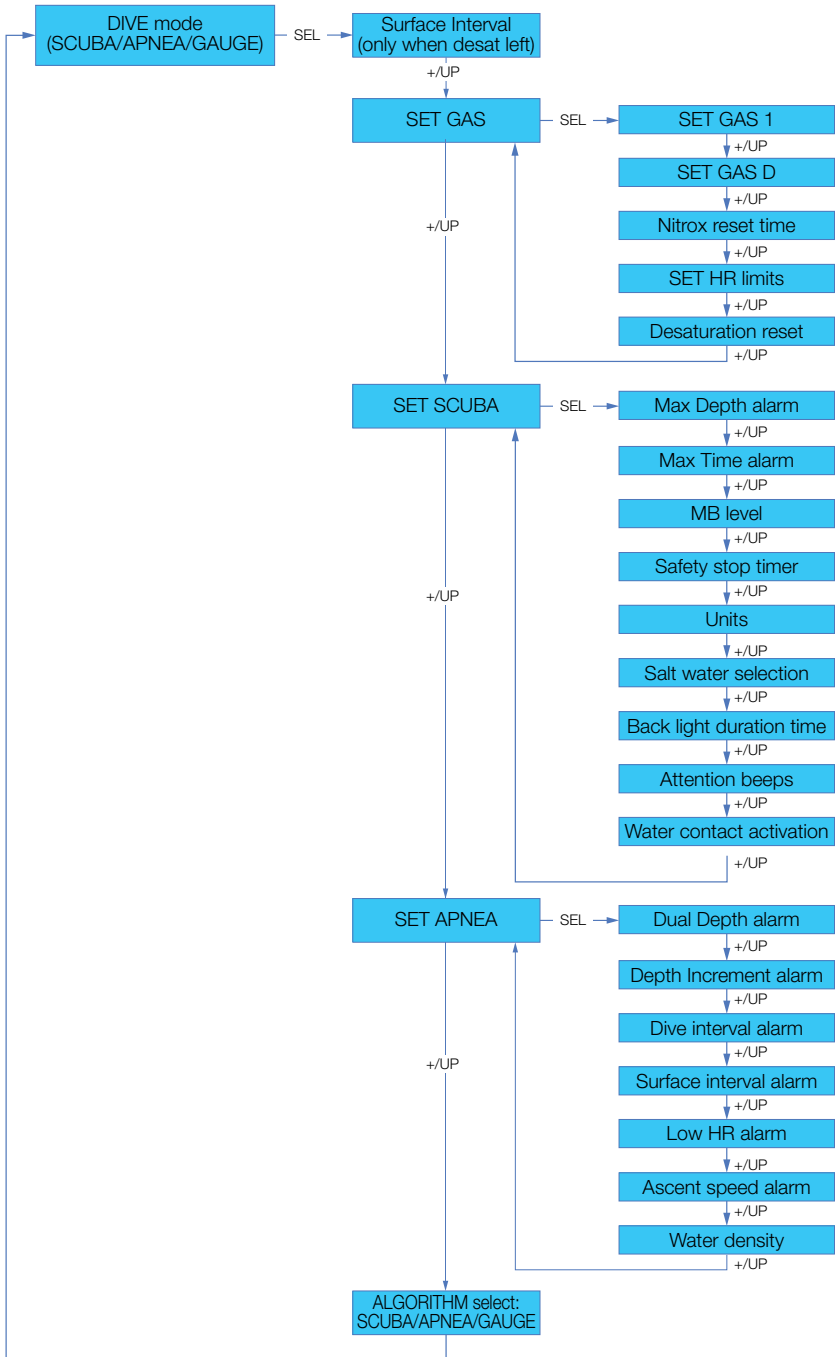 DIVE mode
(SCUBA/APNEA/GAUGE)
SEL
Surface Interval
(only when desat left)
+/UP
SET GAS
SEL
SET GAS 1
+/UP
SET GAS D
+/UP
Nitrox reset time
+/UP
SET HR limits
+/UP
Desaturation reset
+/UP
+/UP
SET SCUBA
SEL
Max Depth alarm
+/UP
Max Time alarm
+/UP
MB level
+/UP
Safety stop timer
+/UP
Units
+/UP
Salt water selection
+/UP
Back light duration time
+/UP
Attention beeps
+/UP
Water contact activation
+/UP
+/UP
SET APNEA
SEL
Dual Depth alarm
+/UP
Depth Increment alarm
+/UP
Dive interval alarm
+/UP
Surface interval alarm
+/UP
Low HR alarm
+/UP
Ascent speed alarm
+/UP
Water density
+/UP
+/UP
ALGORITHM select:
SCUBA/APNEA/GAUGE